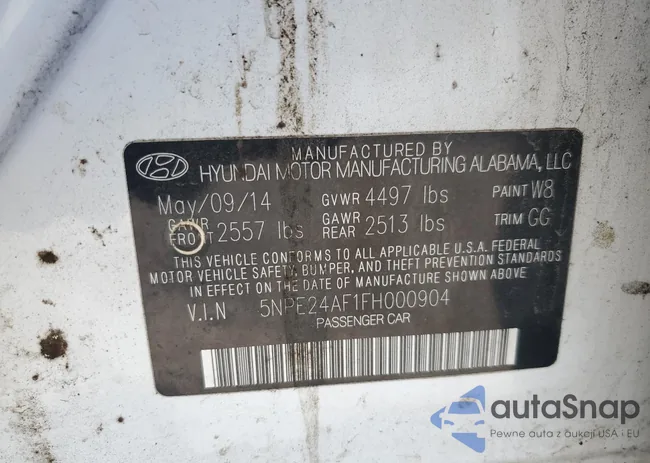 MANUFACTURED BY
HYUNDAI MOTOR MANUFACTURING ALABAMA, LLC
May/09/14 GVWR 4497 lbs PAINT W8
GAWR FRONT 2557 lbs GAWR REAR 2513 lbs TRIM GG
THIS VEHICLE CONFORMS TO ALL APPLICABLE U.S.A. FEDERAL
MOTOR VEHICLE SAFETY, BUMPER, AND THEFT PREVENTION STANDARDS
IN EFFECT ON THE DATE OF MANUFACTURE SHOWN ABOVE.
V.I.N 5NPE24AF1FH000904
PASSENGER CAR
autoSnap
Pewne auta z aukcji USA i EU